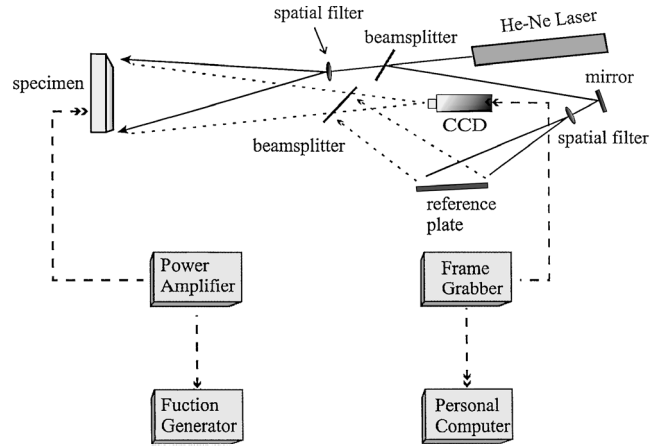 spatial filter
beamsplitter
He-Ne Laser
specimen
mirror
CCD
beamsplitter
spatial filter
reference
plate
Power
Amplifier
Frame
Grabber
Fuction
Generator
Personal
Computer